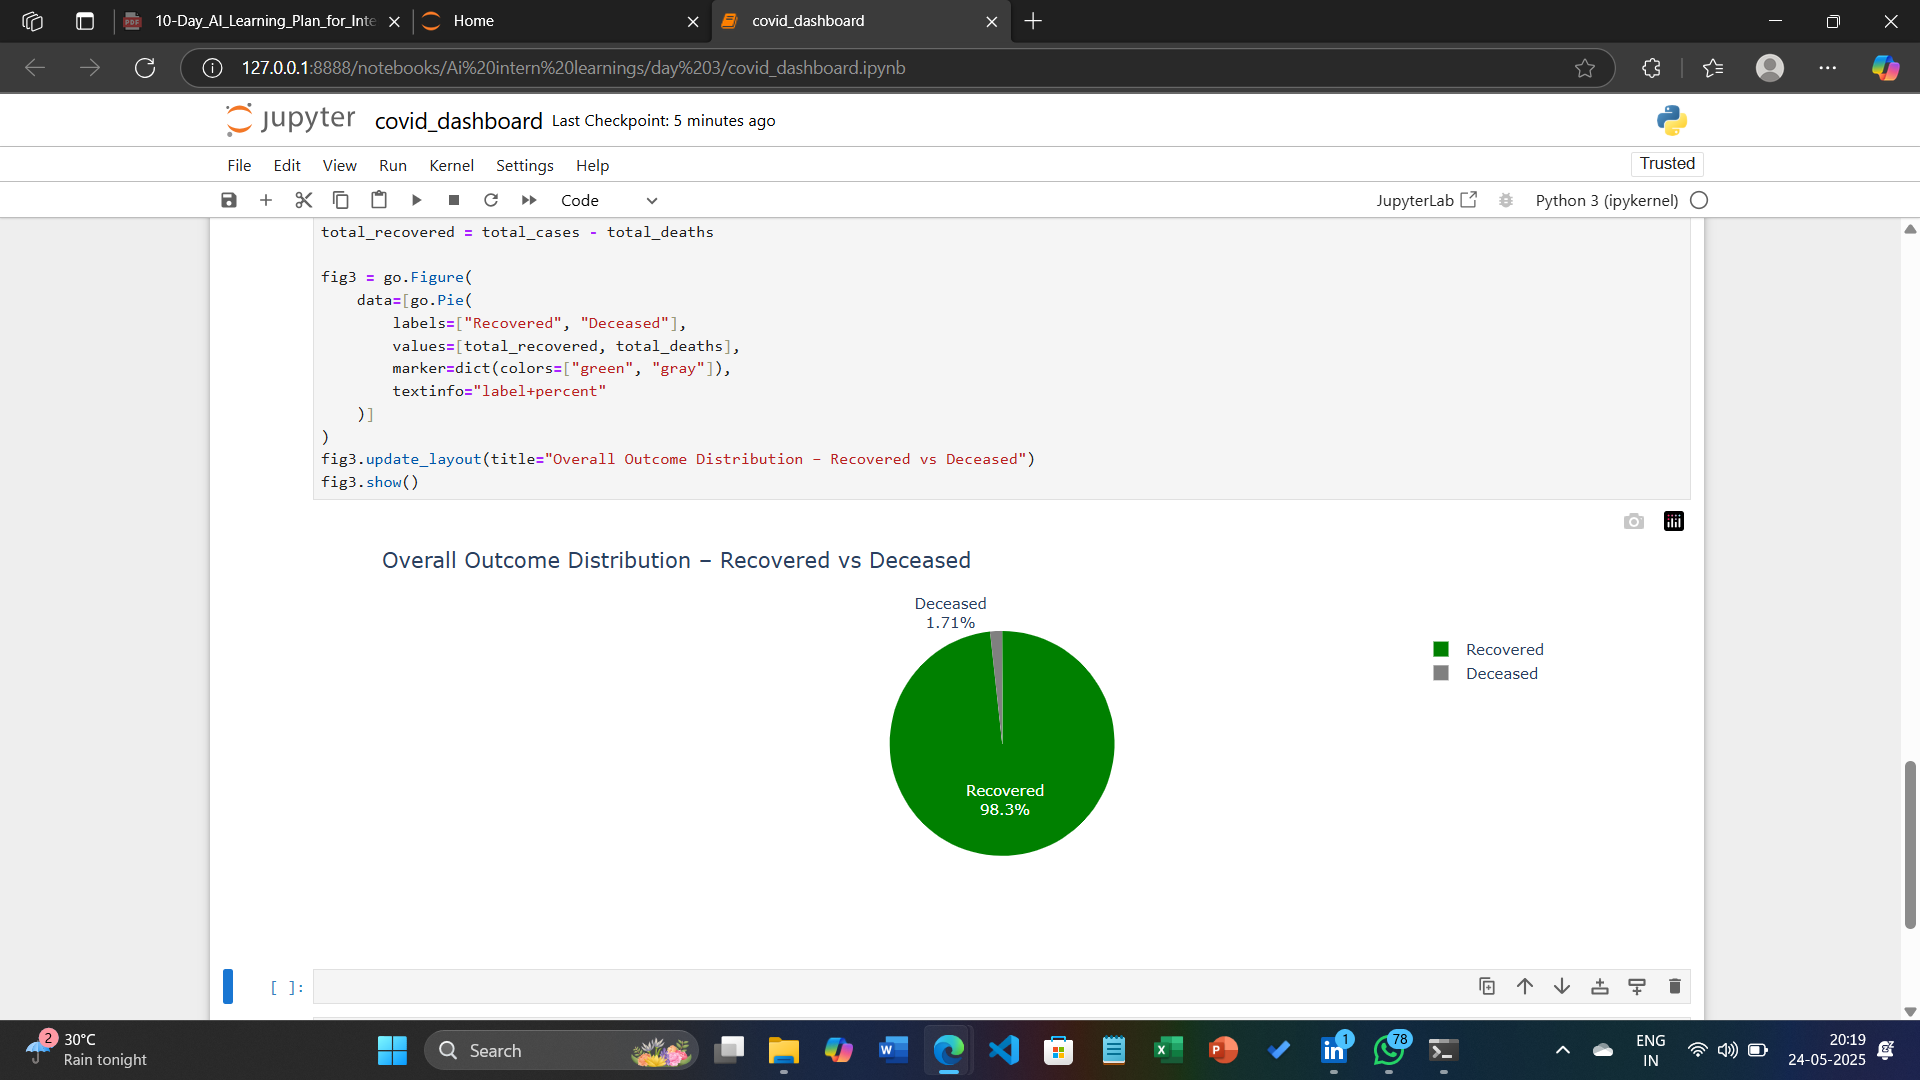 10-Day_AI_Learning_Plan_for_Inte
Home
covid_dashboard
127.0.0.1:8888/notebooks/Ai%20intern%20learnings/day%203/covid_dashboard.ipynb
jupyter covid_dashboard Last Checkpoint: 5 minutes ago
File Edit View Run Kernel Settings Help
Trusted
Code
JupyterLab
Python 3 (ipykernel)
total_recovered = total_cases - total_deaths
fig3 = go.Figure(
    data=[go.Pie(
        labels=["Recovered", "Deceased"],
        values=[total_recovered, total_deaths],
        marker=dict(colors=["green", "gray"]),
        textinfo="label+percent"
    )]
)
fig3.update_layout(title="Overall Outcome Distribution – Recovered vs Deceased")
fig3.show()
Overall Outcome Distribution – Recovered vs Deceased
Deceased
1.71%
Recovered
98.3%
Recovered
Deceased
[ ]:
2
30°C
Rain tonight
Search
1
78
ENG
IN
20:19
24-05-2025